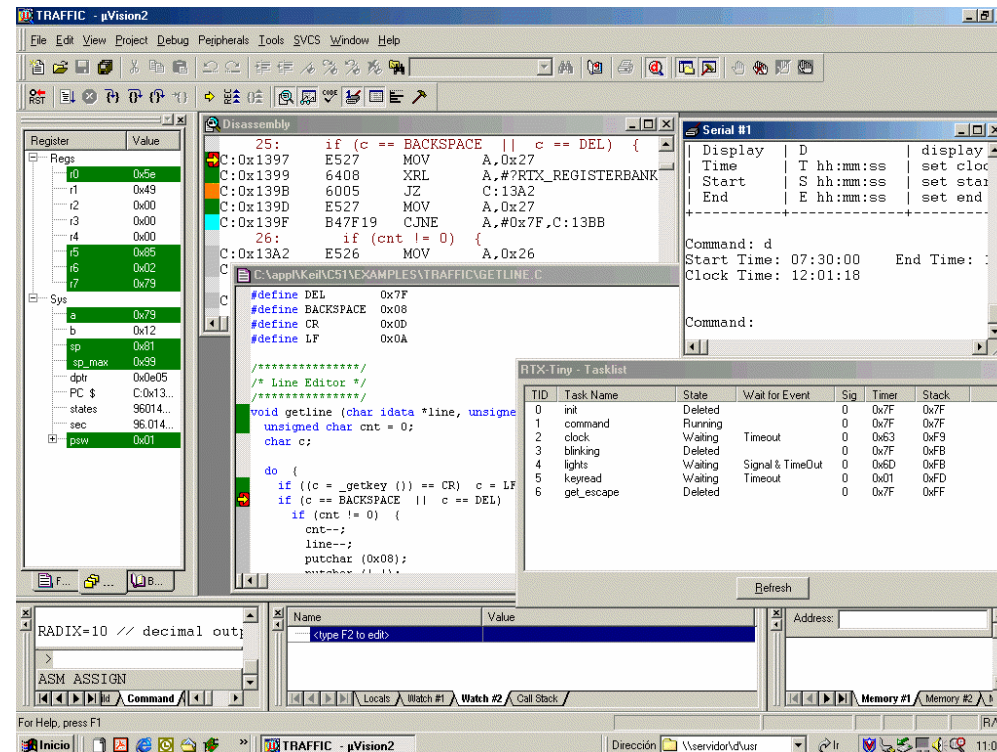 TRAFFIC - µVision2
File Edit View Project Debug Peripherals Tools SVCS Window Help
RST
CODE
Register Value
Regs
r0 0x5e
r1 0x49
r2 0x00
r3 0x00
r4 0x00
r5 0x85
r6 0x02
r7 0x79
Sys
a 0x79
b 0x12
sp 0x81
sp_max 0x99
dptr 0x0e05
PC $ C:0x13...
states 96014...
sec 96.014...
psw 0x01
F... ... B...
Disassembly
25: if (c == BACKSPACE || c == DEL) {
C:0x1397 E527 MOV A,0x27
C:0x1399 6408 XRL A,#?RTX_REGISTERBANK
C:0x139B 6005 JZ C:13A2
C:0x139D E527 MOV A,0x27
C:0x139F B47F19 CJNE A,#0x7F,C:13BB
26: if (cnt != 0) {
C:0x13A2 E526 MOV A,0x26
C
C
C:\appl\Keil\C51\EXAMPLES\TRAFFIC\GETLINE.C
#define DEL 0x7F
#define BACKSPACE 0x08
#define CR 0x0D
#define LF 0x0A
/***************/
/* Line Editor */
/***************/
void getline (char idata *line, unsigne
unsigned char cnt = 0;
char c;
do {
if ((c = _getkey ()) == CR) c = LF
if (c == BACKSPACE || c == DEL)
if (cnt != 0) {
cnt--;
line--;
putchar (0x08);
putchar (' ');
Serial #1
| Display | D | display
| Time | T hh:mm:ss | set cloc
| Start | S hh:mm:ss | set star
| End | E hh:mm:ss | set end
Command: d
Start Time: 07:30:00 End Time:
Clock Time: 12:01:18
Command:
RTX-Tiny - Tasklist
TID Task Name State Wait for Event Sig Timer Stack
0 init Deleted 0 0x7F 0x7F
1 command Running 0 0x7F 0x7F
2 clock Waiting Timeout 0 0x63 0xF9
3 blinking Deleted 0 0x7F 0xFB
4 lights Waiting Signal & TimeOut 0 0x6D 0xFB
5 keyread Waiting Timeout 0 0x01 0xFD
6 get_escape Deleted 0 0x7F 0xFF
Refresh
RADIX=10 // decimal outp
>
ASM ASSIGN
ild Command
Name Value
<type F2 to edit>
Locals Watch #1 Watch #2 Call Stack
Address:
Memory #1 Memory #2
For Help, press F1
R/
Inicio » TRAFFIC - µVision2 Dirección \\servidor\d\usr Ir 11:0